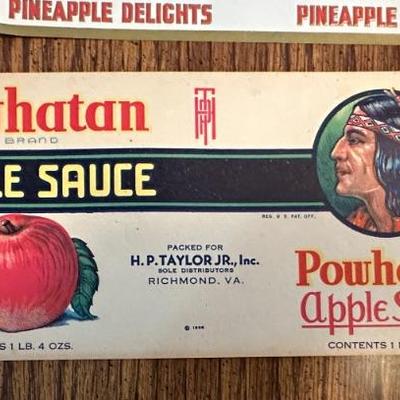 PINEAPPLE DELIGHTS PINEAPPLE
whatan
BRAND
LE SAUCE
REG. U. S. PAT. OFF.
PACKED FOR
H. P. TAYLOR JR., Inc.
SOLE DISTRIBUTORS
RICHMOND, VA.
Powh
apple S
S 1 LB. 4 OZS.
CONTENTS 1